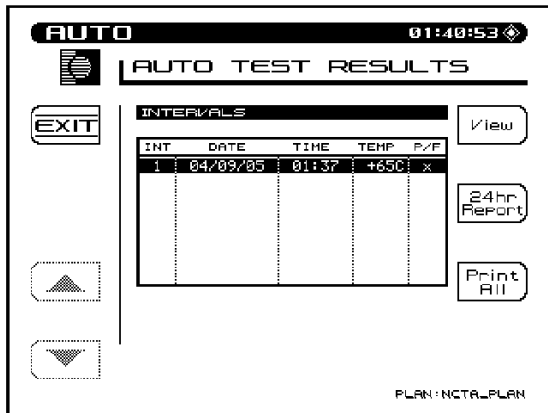 AUTO 01:40:53
AUTO TEST RESULTS
EXIT
INTERVALS
INT DATE TIME TEMP P/F
1 04/09/05 01:37 +65C x
View
24hr
Report
Print
All
PLAN:NCTA_PLAN